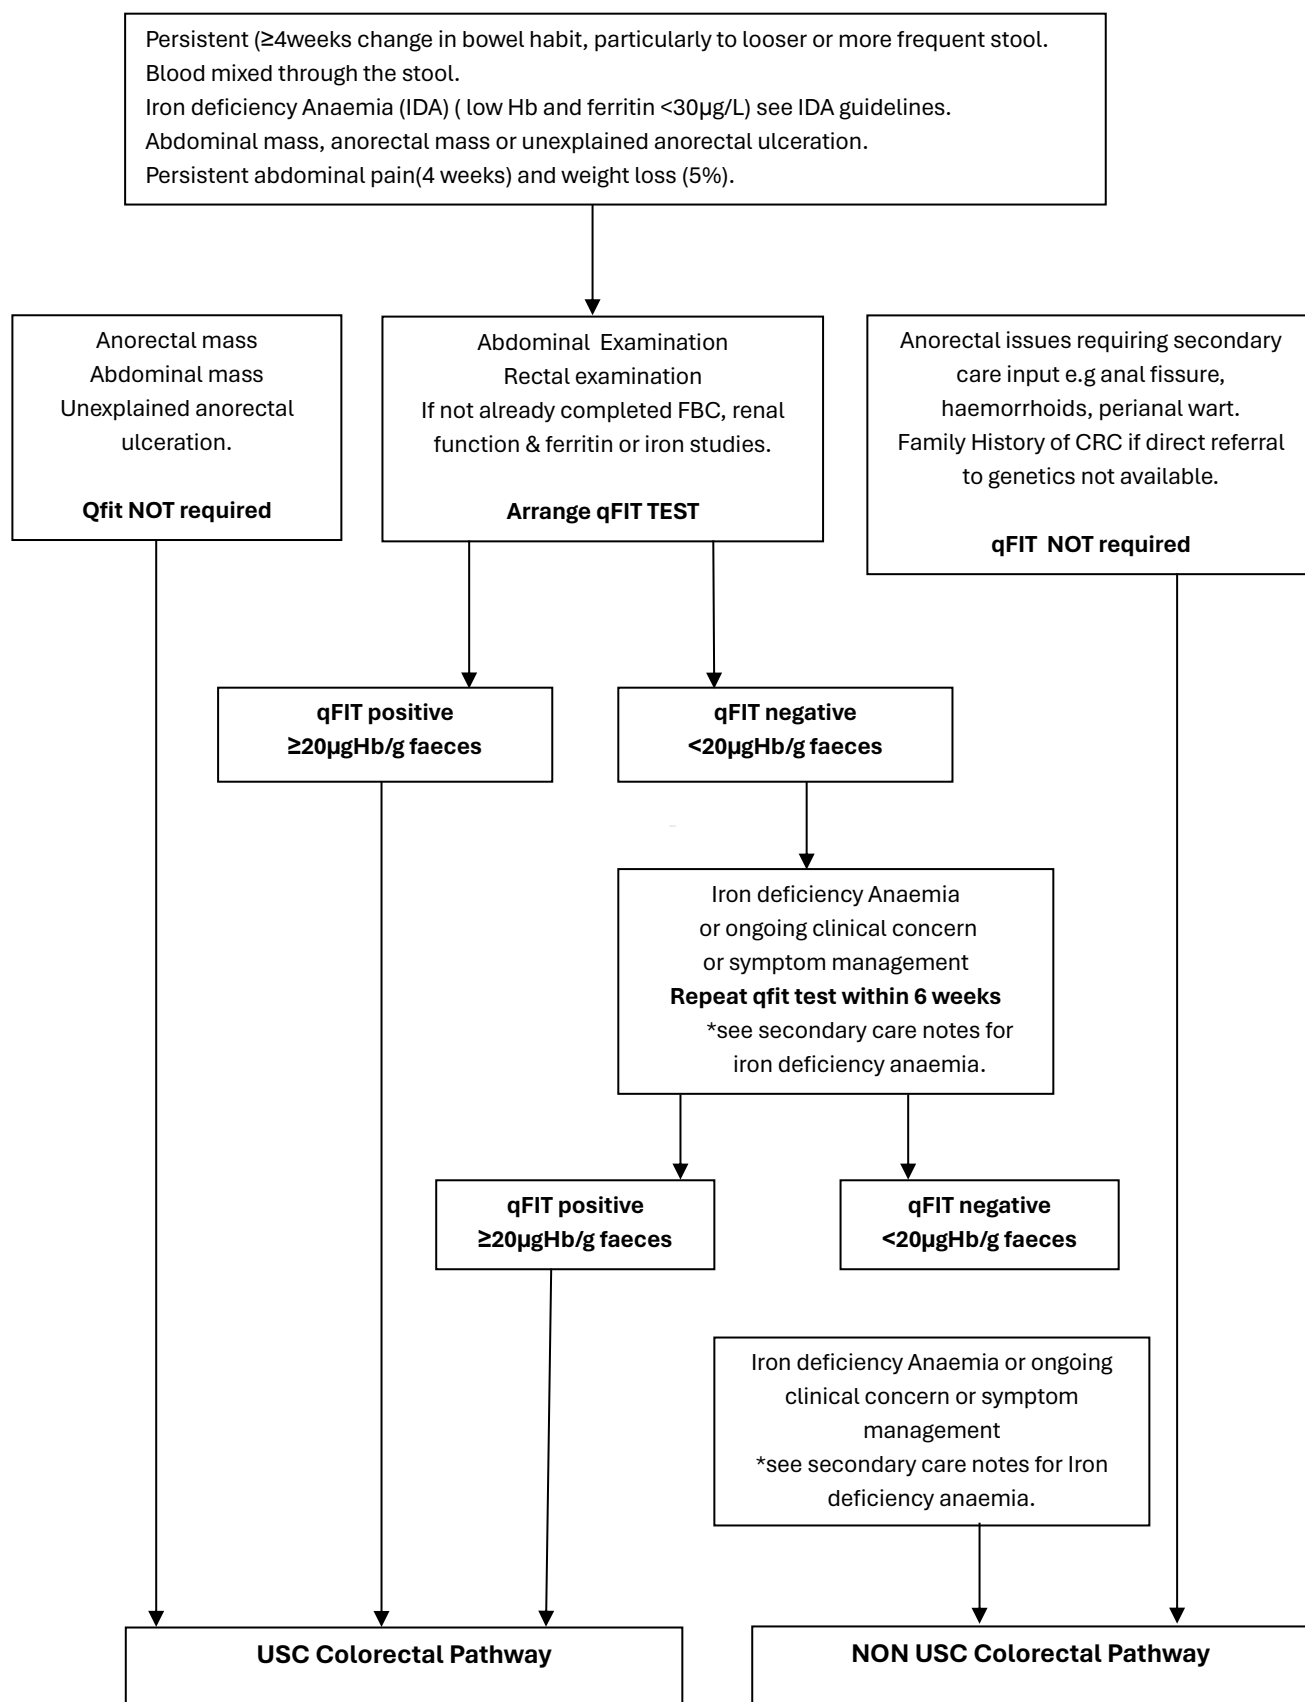 Persistent (≥4weeks change in bowel habit, particularly to looser or more frequent stool.
Blood mixed through the stool.
Iron deficiency Anaemia (IDA) ( low Hb and ferritin <30µg/L) see IDA guidelines.
Abdominal mass, anorectal mass or unexplained anorectal ulceration.
Persistent abdominal pain(4 weeks) and weight loss (5%).
Anorectal mass
Abdominal mass
Unexplained anorectal
ulceration.
Qfit NOT required
Abdominal  Examination
Rectal examination
If not already completed FBC, renal
function & ferritin or iron studies.
Arrange qFIT TEST
Anorectal issues requiring secondary
care input e.g anal fissure,
haemorrhoids, perianal wart.
Family History of CRC if direct referral
to genetics not available.
qFIT  NOT required
qFIT positive
≥20µgHb/g faeces
qFIT negative
<20µgHb/g faeces
Iron deficiency Anaemia
or ongoing clinical concern
or symptom management
Repeat qfit test within 6 weeks
*see secondary care notes for
iron deficiency anaemia.
qFIT positive
≥20µgHb/g faeces
qFIT negative
<20µgHb/g faeces
Iron deficiency Anaemia or ongoing
clinical concern or symptom
management
*see secondary care notes for Iron
deficiency anaemia.
USC Colorectal Pathway
NON USC Colorectal Pathway